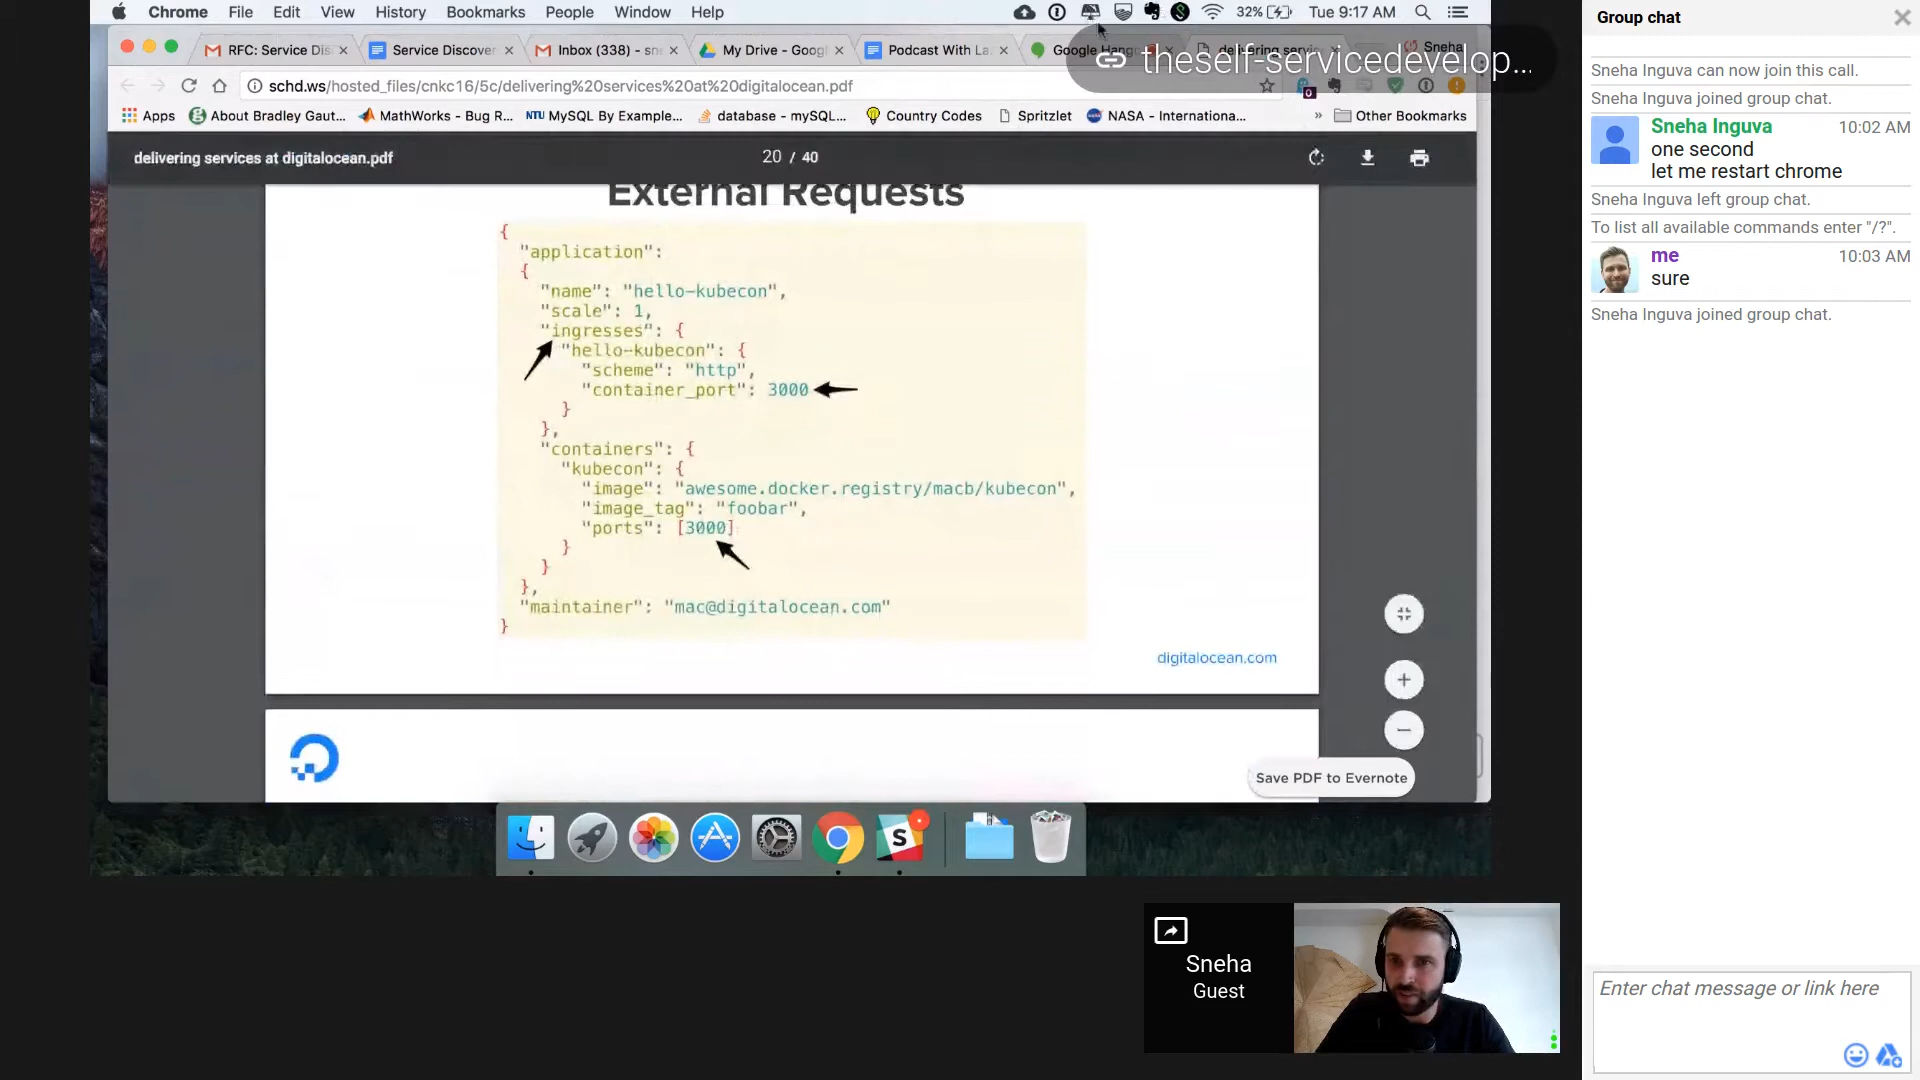 Chrome File Edit View History Bookmarks People Window Help
32% Tue 9:17 AM
RFC: Service Dis
Service Discover
Inbox (338) - sn
My Drive - Goog
Podcast With La
Google Hang
delivering servic
Sneha
theself-servicedevelop...
schd.ws/hosted_files/cnkc16/5c/delivering%20services%20at%20digitalocean.pdf
Apps
About Bradley Gaut...
MathWorks - Bug R...
NTU MySQL By Example...
database - mySQL...
Country Codes
Spritzlet
NASA - Internationa...
»
Other Bookmarks
delivering services at digitalocean.pdf
20 / 40
External Requests
{
"application":
{
"name": "hello-kubecon",
"scale": 1,
"ingresses": {
"hello-kubecon": {
"scheme": "http",
"container_port": 3000
}
},
"containers": {
"kubecon": {
"image": "awesome.docker.registry/macb/kubecon",
"image_tag": "foobar",
"ports": [3000]
}
}
},
"maintainer": "mac@digitalocean.com"
}
digitalocean.com
Save PDF to Evernote
Sneha
Guest
Group chat
Sneha Inguva can now join this call.
Sneha Inguva joined group chat.
Sneha Inguva 10:02 AM
one second
let me restart chrome
Sneha Inguva left group chat.
To list all available commands enter "/?".
me 10:03 AM
sure
Sneha Inguva joined group chat.
Enter chat message or link here